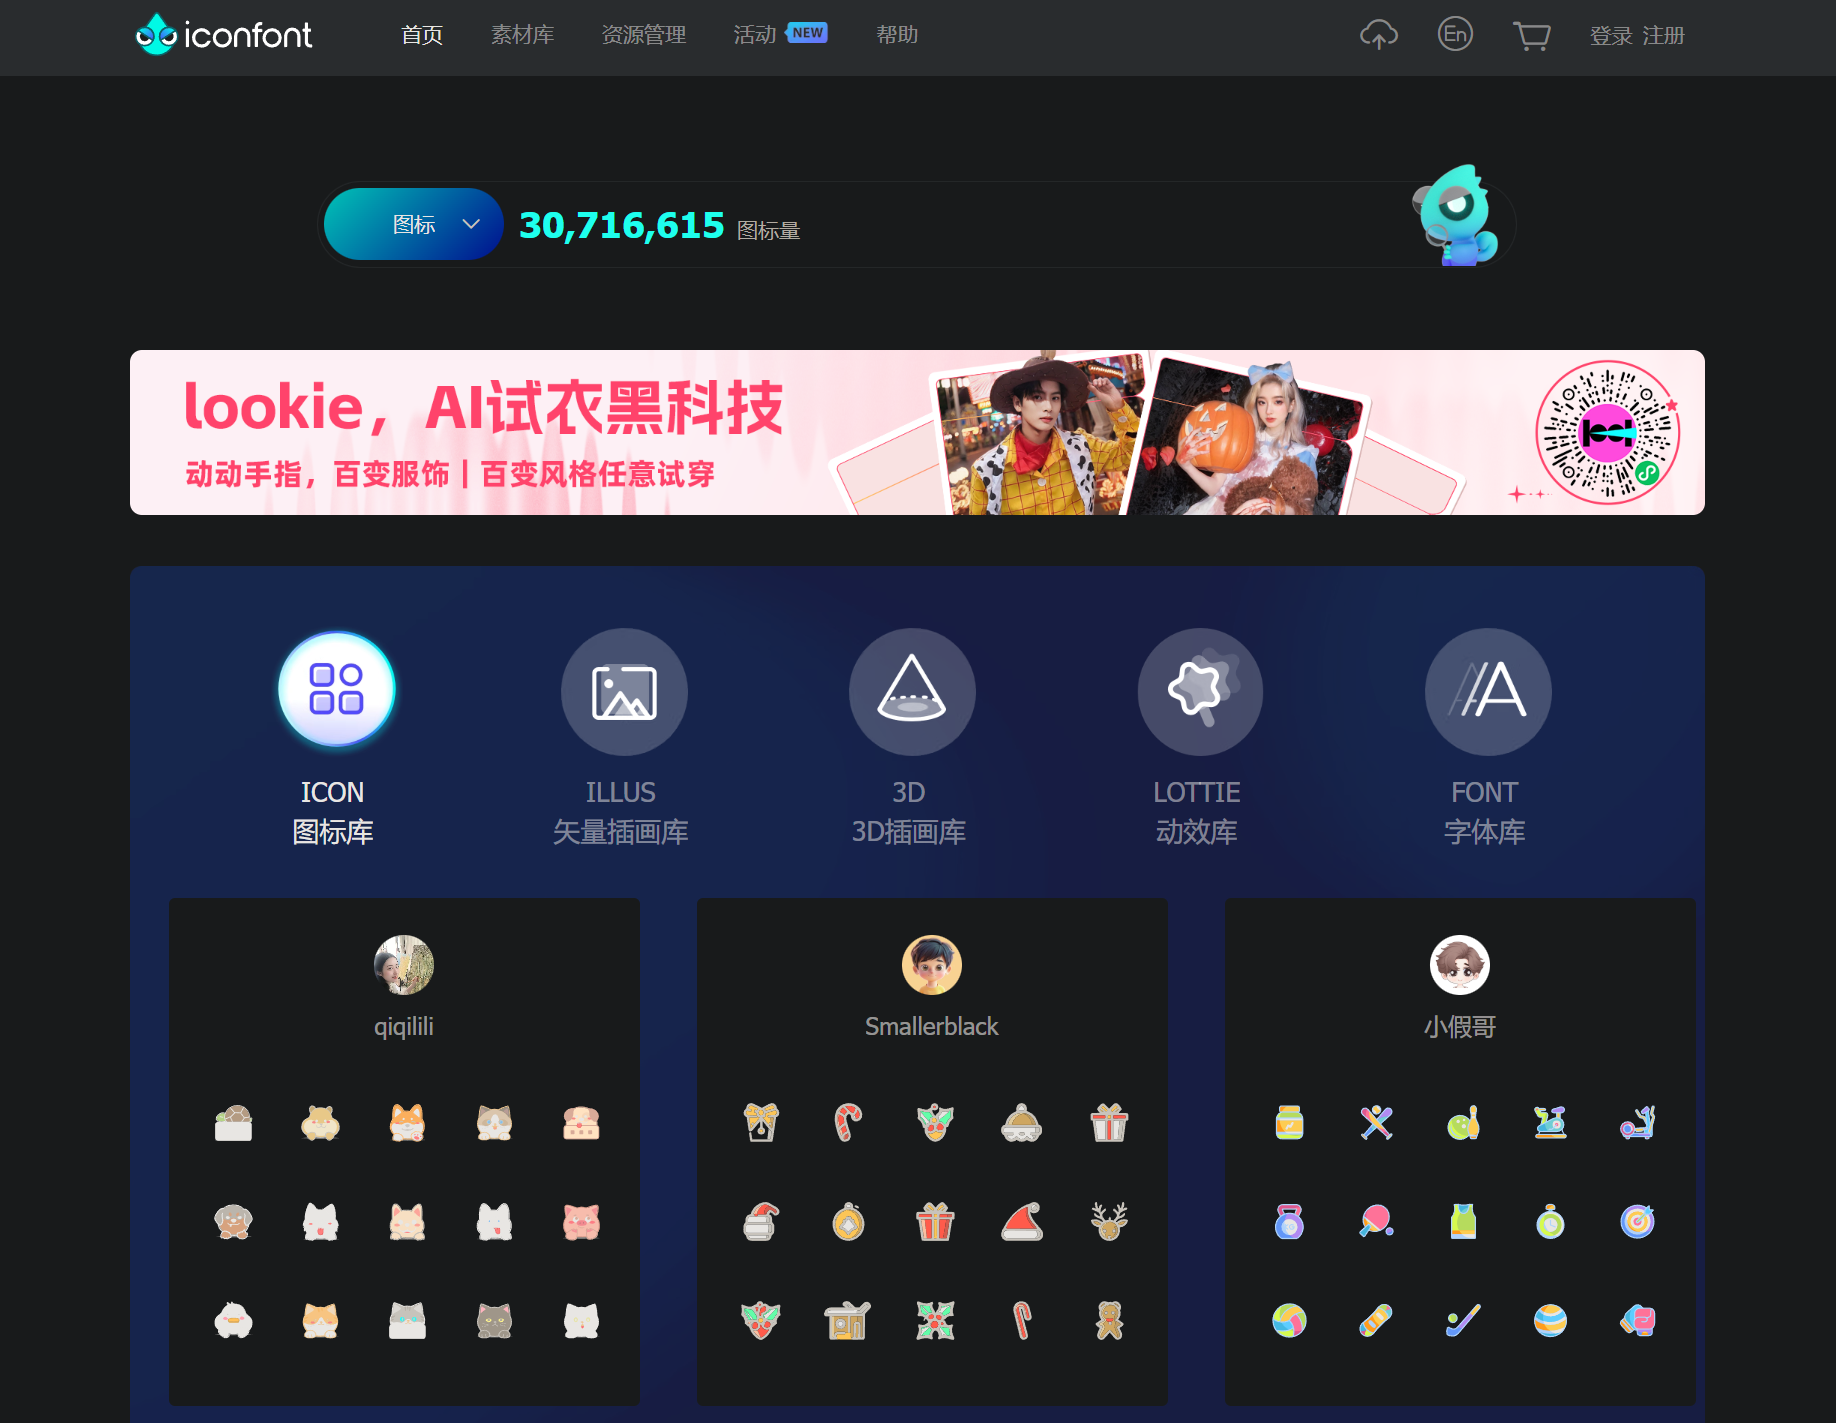 iconfont
首页 素材库 资源管理 活动 NEW 帮助 En 登录 注册
图标 30,716,615 图标量
lookie，AI试衣黑科技
动动手指，百变服饰｜百变风格任意试穿
ICON ILLUS 3D LOTTIE FONT
图标库 矢量插画库 3D插画库 动效库 字体库
qiqilili Smallerblack 小假哥